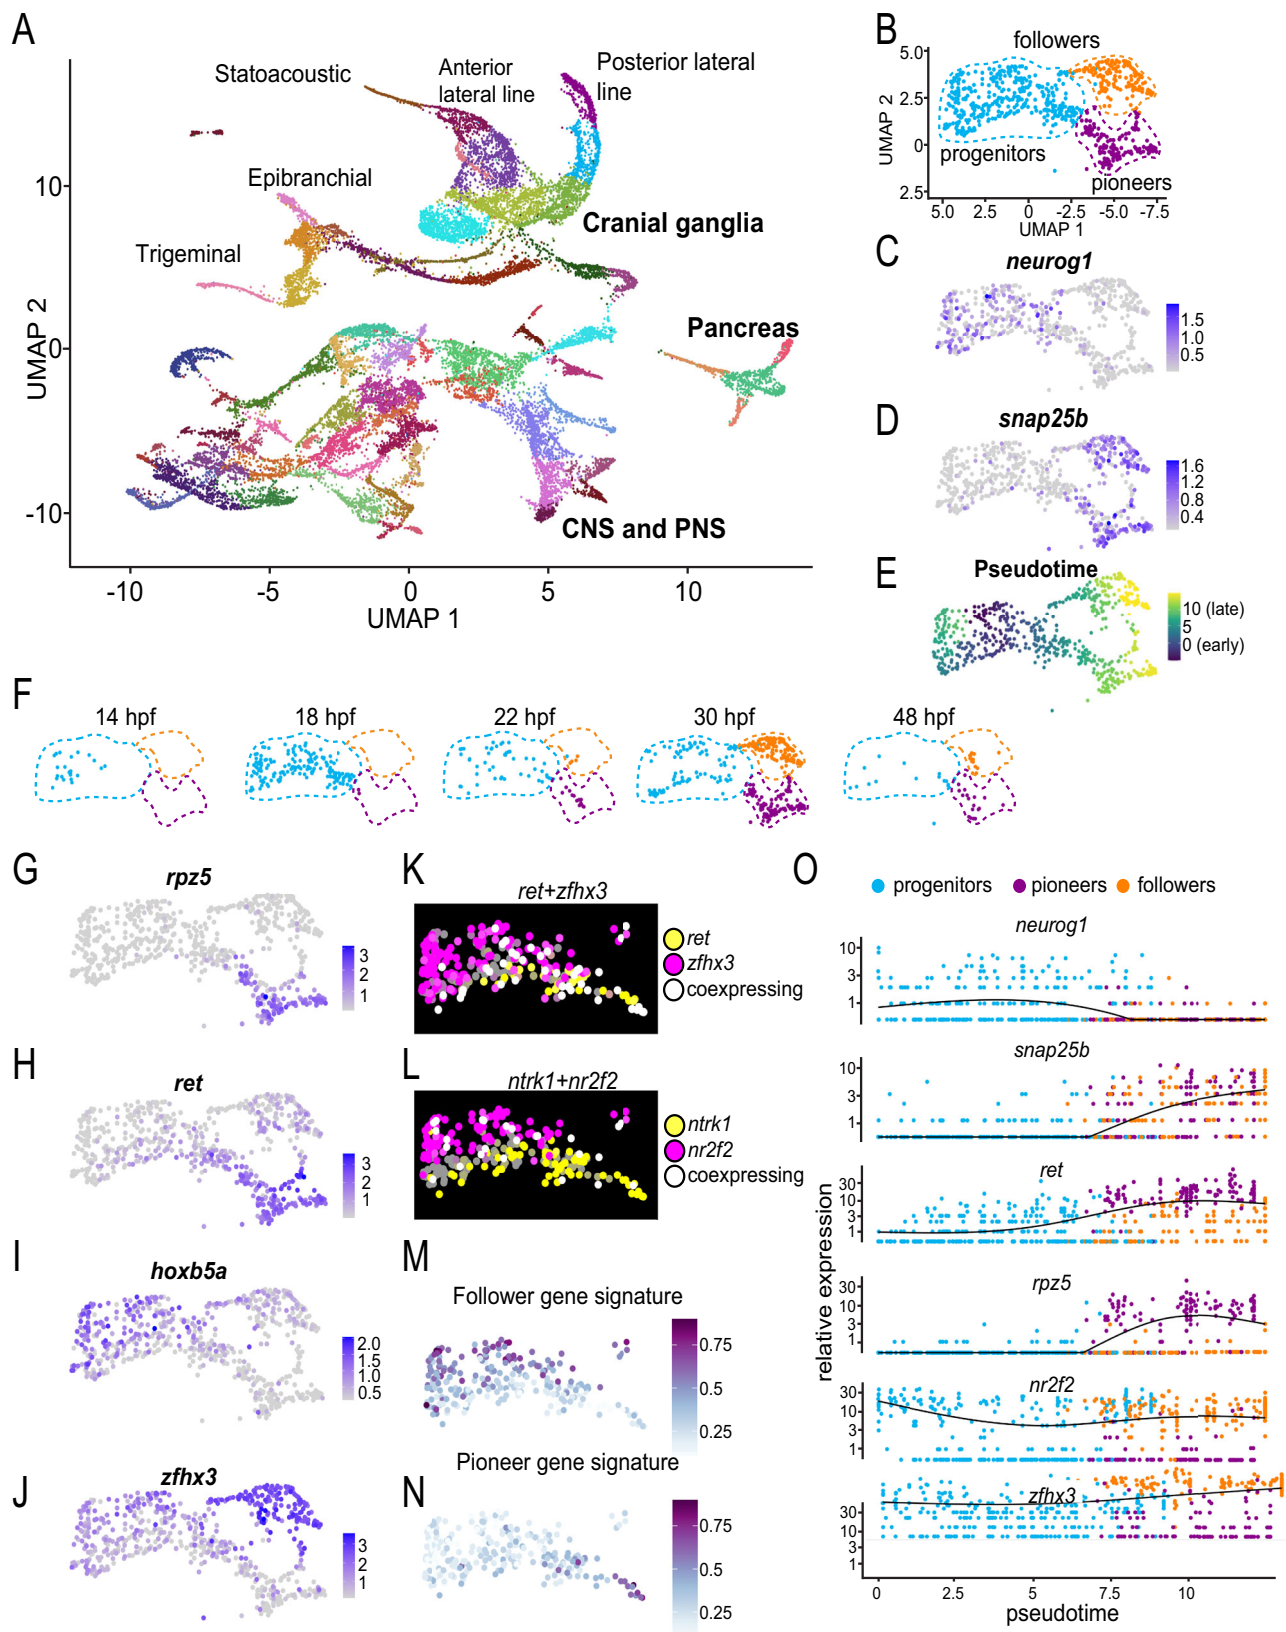 A
Statoacoustic
Anterior
lateral line
Posterior lateral
line
Epibranchial
Trigeminal
Cranial ganglia
Pancreas
CNS and PNS
10
0
-10
UMAP 2
-10
-5
0
5
10
UMAP 1
B
followers
progenitors
pioneers
5.0
2.5
0
2.5
UMAP 2
5.0
2.5
0
-2.5
-5.0
-7.5
UMAP 1
C
neurog1
1.5
1.0
0.5
D
snap25b
1.6
1.2
0.8
0.4
E
Pseudotime
10 (late)
5
0 (early)
F
14 hpf
18 hpf
22 hpf
30 hpf
48 hpf
G
rpz5
3
2
1
H
ret
3
2
1
I
hoxb5a
2.0
1.5
1.0
0.5
J
zfhx3
3
2
1
K
ret+zfhx3
ret
zfhx3
coexpressing
L
ntrk1+nr2f2
ntrk1
nr2f2
coexpressing
M
Follower gene signature
0.75
0.5
0.25
N
Pioneer gene signature
0.75
0.5
0.25
O
progenitors
pioneers
followers
relative expression
neurog1
10
3
1
snap25b
10
3
1
ret
30
10
3
1
rpz5
30
10
3
1
nr2f2
30
10
3
1
zfhx3
30
10
3
1
0
2.5
5
7.5
10
pseudotime